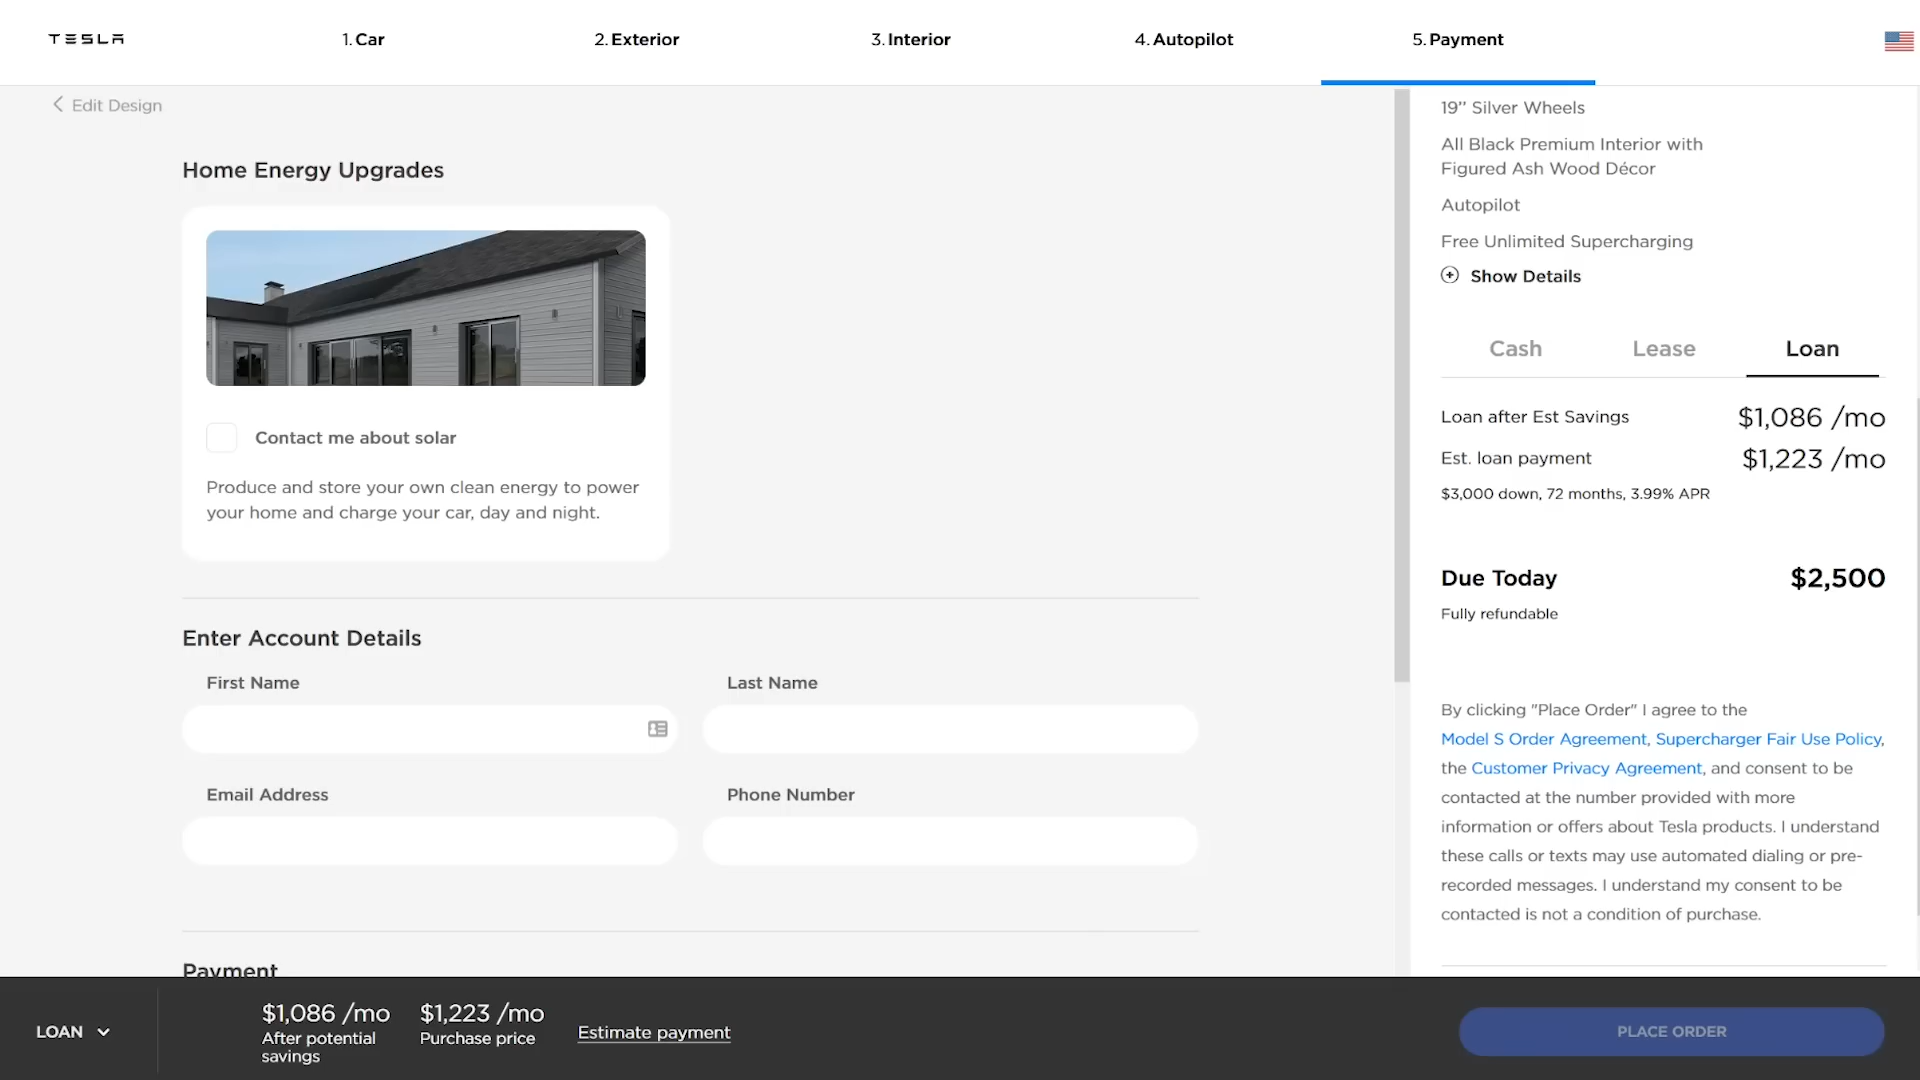 TESLA
1. Car
2. Exterior
3. Interior
4. Autopilot
5. Payment
Edit Design
Home Energy Upgrades
Contact me about solar
Produce and store your own clean energy to power
your home and charge your car, day and night.
Enter Account Details
First Name
Last Name
Email Address
Phone Number
Payment
19’’ Silver Wheels
All Black Premium Interior with
Figured Ash Wood Décor
Autopilot
Free Unlimited Supercharging
Show Details
Cash
Lease
Loan
Loan after Est Savings $1,086 /mo
Est. loan payment $1,223 /mo
$3,000 down, 72 months, 3.99% APR
Due Today $2,500
Fully refundable
By clicking "Place Order" I agree to the
Model S Order Agreement, Supercharger Fair Use Policy,
the Customer Privacy Agreement, and consent to be
contacted at the number provided with more
information or offers about Tesla products. I understand
these calls or texts may use automated dialing or pre-
recorded messages. I understand my consent to be
contacted is not a condition of purchase.
LOAN
$1,086 /mo
After potential
savings
$1,223 /mo
Purchase price
Estimate payment
PLACE ORDER